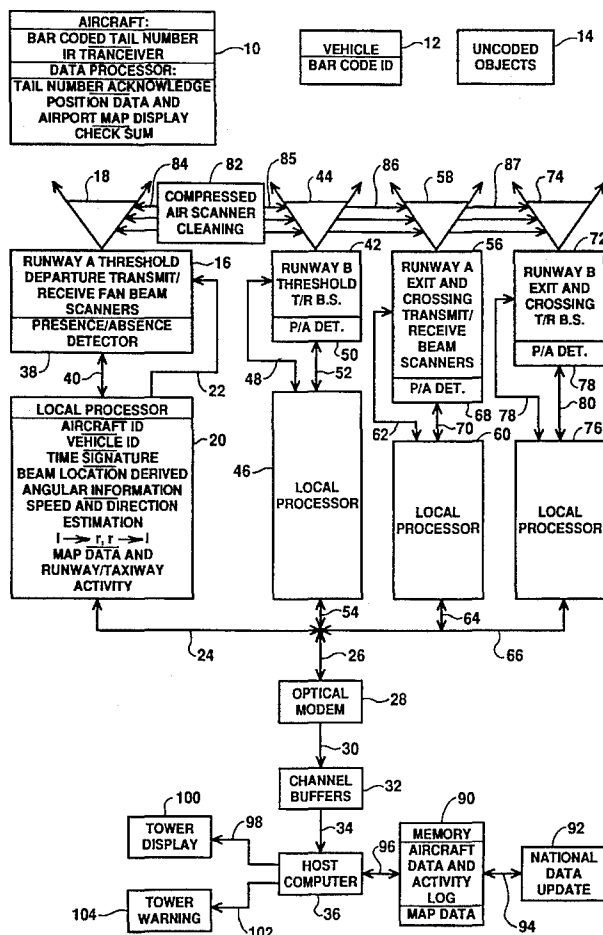 AIRCRAFT:
BAR CODED TAIL NUMBER
IR TRANCEIVER
DATA PROCESSOR:
TAIL NUMBER ACKNOWLEDGE
POSITION DATA AND
AIRPORT MAP DISPLAY
CHECK SUM
10
VEHICLE
BAR CODE ID
12
UNCODED
OBJECTS
14
18
84
82
85
44
86
58
87
74
COMPRESSED
AIR SCANNER
CLEANING
RUNWAY A THRESHOLD
DEPARTURE TRANSMIT/
RECEIVE FAN BEAM
SCANNERS
PRESENCE/ABSENCE
DETECTOR
16
38
40
22
42
RUNWAY B
THRESHOLD
T/R B.S.
P/A DET.
50
48
52
56
RUNWAY A
EXIT AND
CROSSING
TRANSMIT/
RECEIVE
BEAM
SCANNERS
P/A DET.
68
62
70
72
RUNWAY B
EXIT AND
CROSSING
T/R B.S.
P/A DET.
78
78
80
LOCAL PROCESSOR
AIRCRAFT ID
VEHICLE ID
TIME SIGNATURE
BEAM LOCATION DERIVED
ANGULAR INFORMATION
SPEED AND DIRECTION
ESTIMATION
l → r, r → l
MAP DATA AND
RUNWAY/TAXIWAY
ACTIVITY
20
46
LOCAL
PROCESSOR
60
LOCAL
PROCESSOR
76
LOCAL
PROCESSOR
54
64
24
26
66
OPTICAL
MODEM
28
30
CHANNEL
BUFFERS
32
34
100
TOWER
DISPLAY
98
HOST
COMPUTER
36
96
90
MEMORY
AIRCRAFT
DATA AND
ACTIVITY
LOG
MAP DATA
92
NATIONAL
DATA
UPDATE
94
104
TOWER
WARNING
102